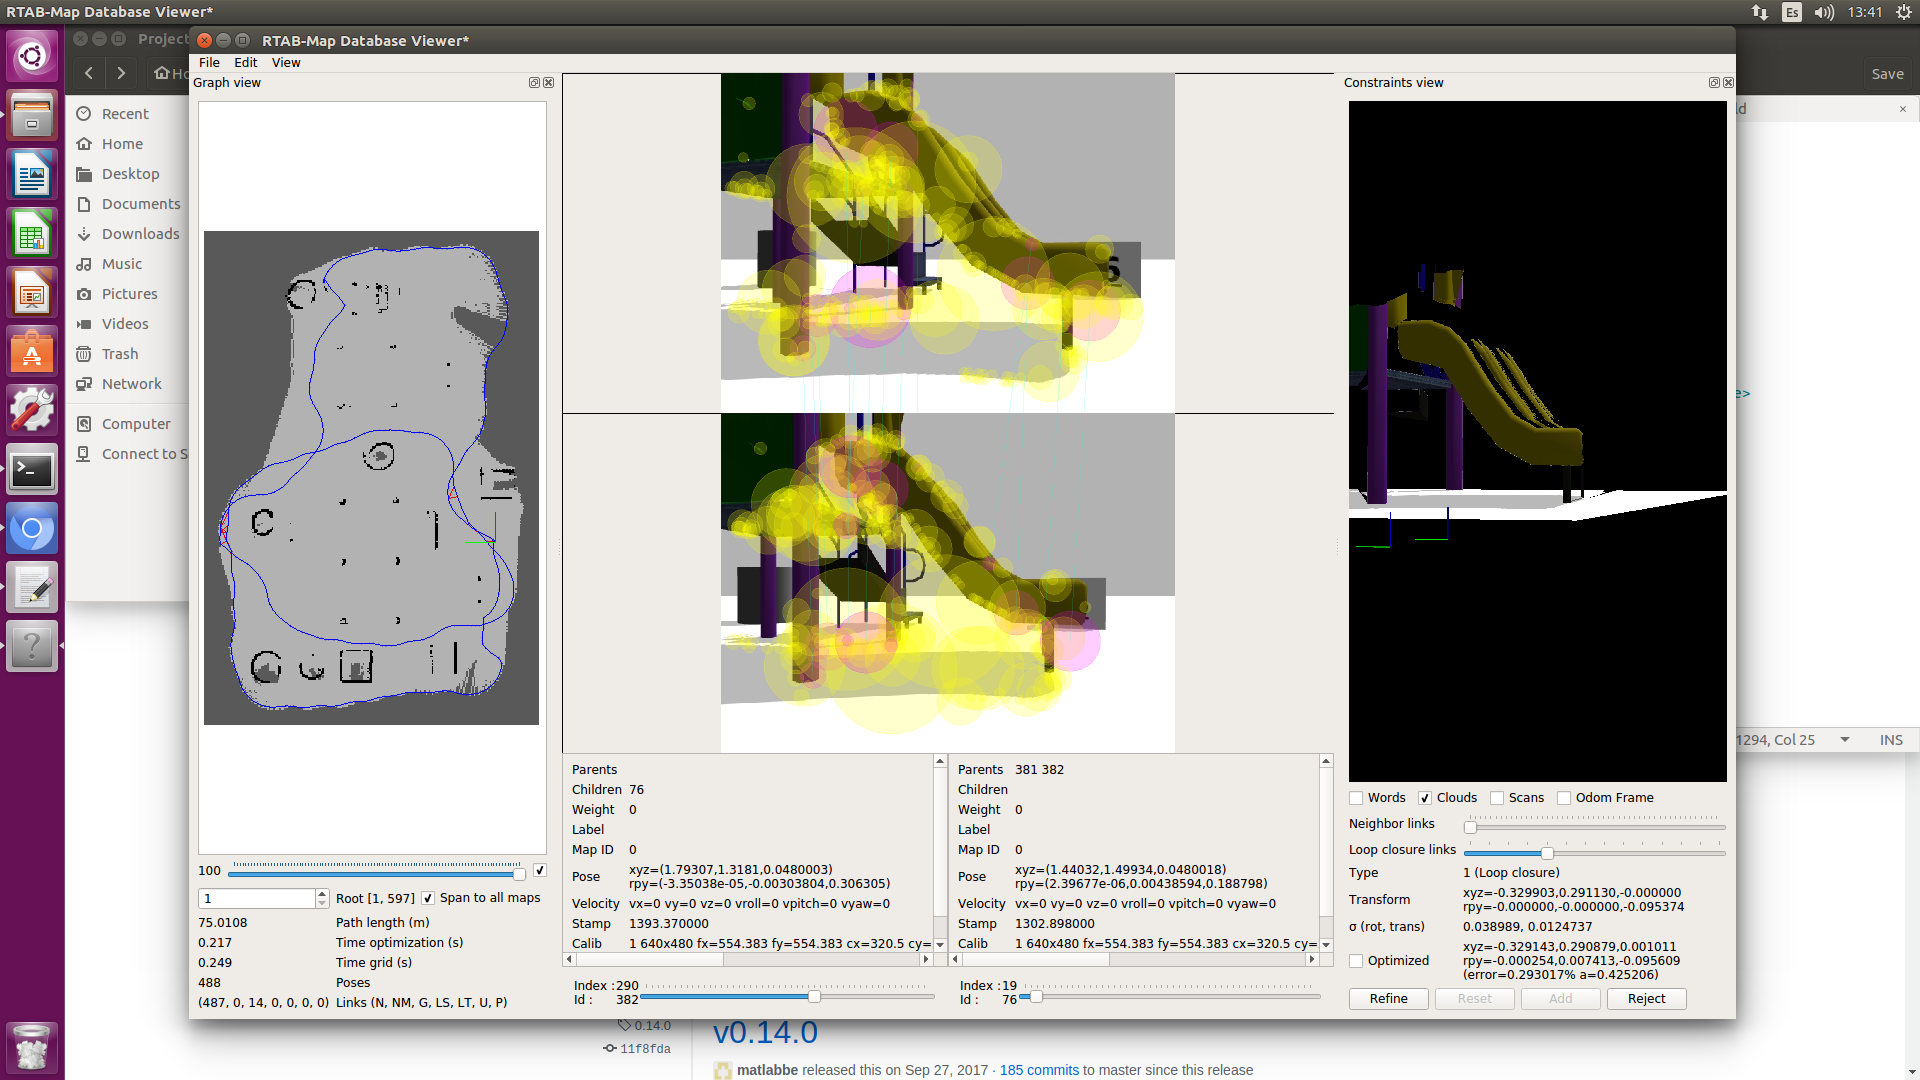 RTAB-Map Database Viewer*
Es
13:41
Project
RTAB-Map Database Viewer*
Save
File Edit View
Graph view
Constraints view
Recent
Home
Desktop
Documents
Downloads
Music
Pictures
Videos
Trash
Network
Computer
Connect to S
Parents
Children 76
Weight 0
Label
Map ID 0
Pose xyz=(1.79307,1.3181,0.0480003)
rpy=(-3.35038e-05,-0.00303804,0.306305)
Velocity vx=0 vy=0 vz=0 vroll=0 vpitch=0 vyaw=0
Stamp 1393.370000
Calib 1 640x480 fx=554.383 fy=554.383 cx=320.5 cy=
Index : 290
Id : 382
Parents 381 382
Children
Weight 0
Label
Map ID 0
Pose xyz=(1.44032,1.49934,0.0480018)
rpy=(2.39677e-06,0.00438594,0.188798)
Velocity vx=0 vy=0 vz=0 vroll=0 vpitch=0 vyaw=0
Stamp 1302.898000
Calib 1 640x480 fx=554.383 fy=554.383 cx=320.5 cy=
Index : 19
Id : 76
100
1 Root [1, 597] Span to all maps
75.0108 Path length (m)
0.217 Time optimization (s)
0.249 Time grid (s)
488 Poses
(487, 0, 14, 0, 0, 0, 0) Links (N, NM, G, LS, LT, U, P)
Words Clouds Scans Odom Frame
Neighbor links
Loop closure links
Type 1 (Loop closure)
Transform xyz=-0.329903,0.291130,-0.000000
rpy=-0.000000,-0.000000,-0.095374
σ (rot, trans) 0.038989, 0.0124737
Optimized xyz=-0.329143,0.290879,0.001011
rpy=-0.000254,0.007413,-0.095609
(error=0.293017% a=0.425206)
Refine Reset Add Reject
1294, Col 25 INS
0.14.0
11f8fda
v0.14.0
matlabbe released this on Sep 27, 2017 · 185 commits to master since this release